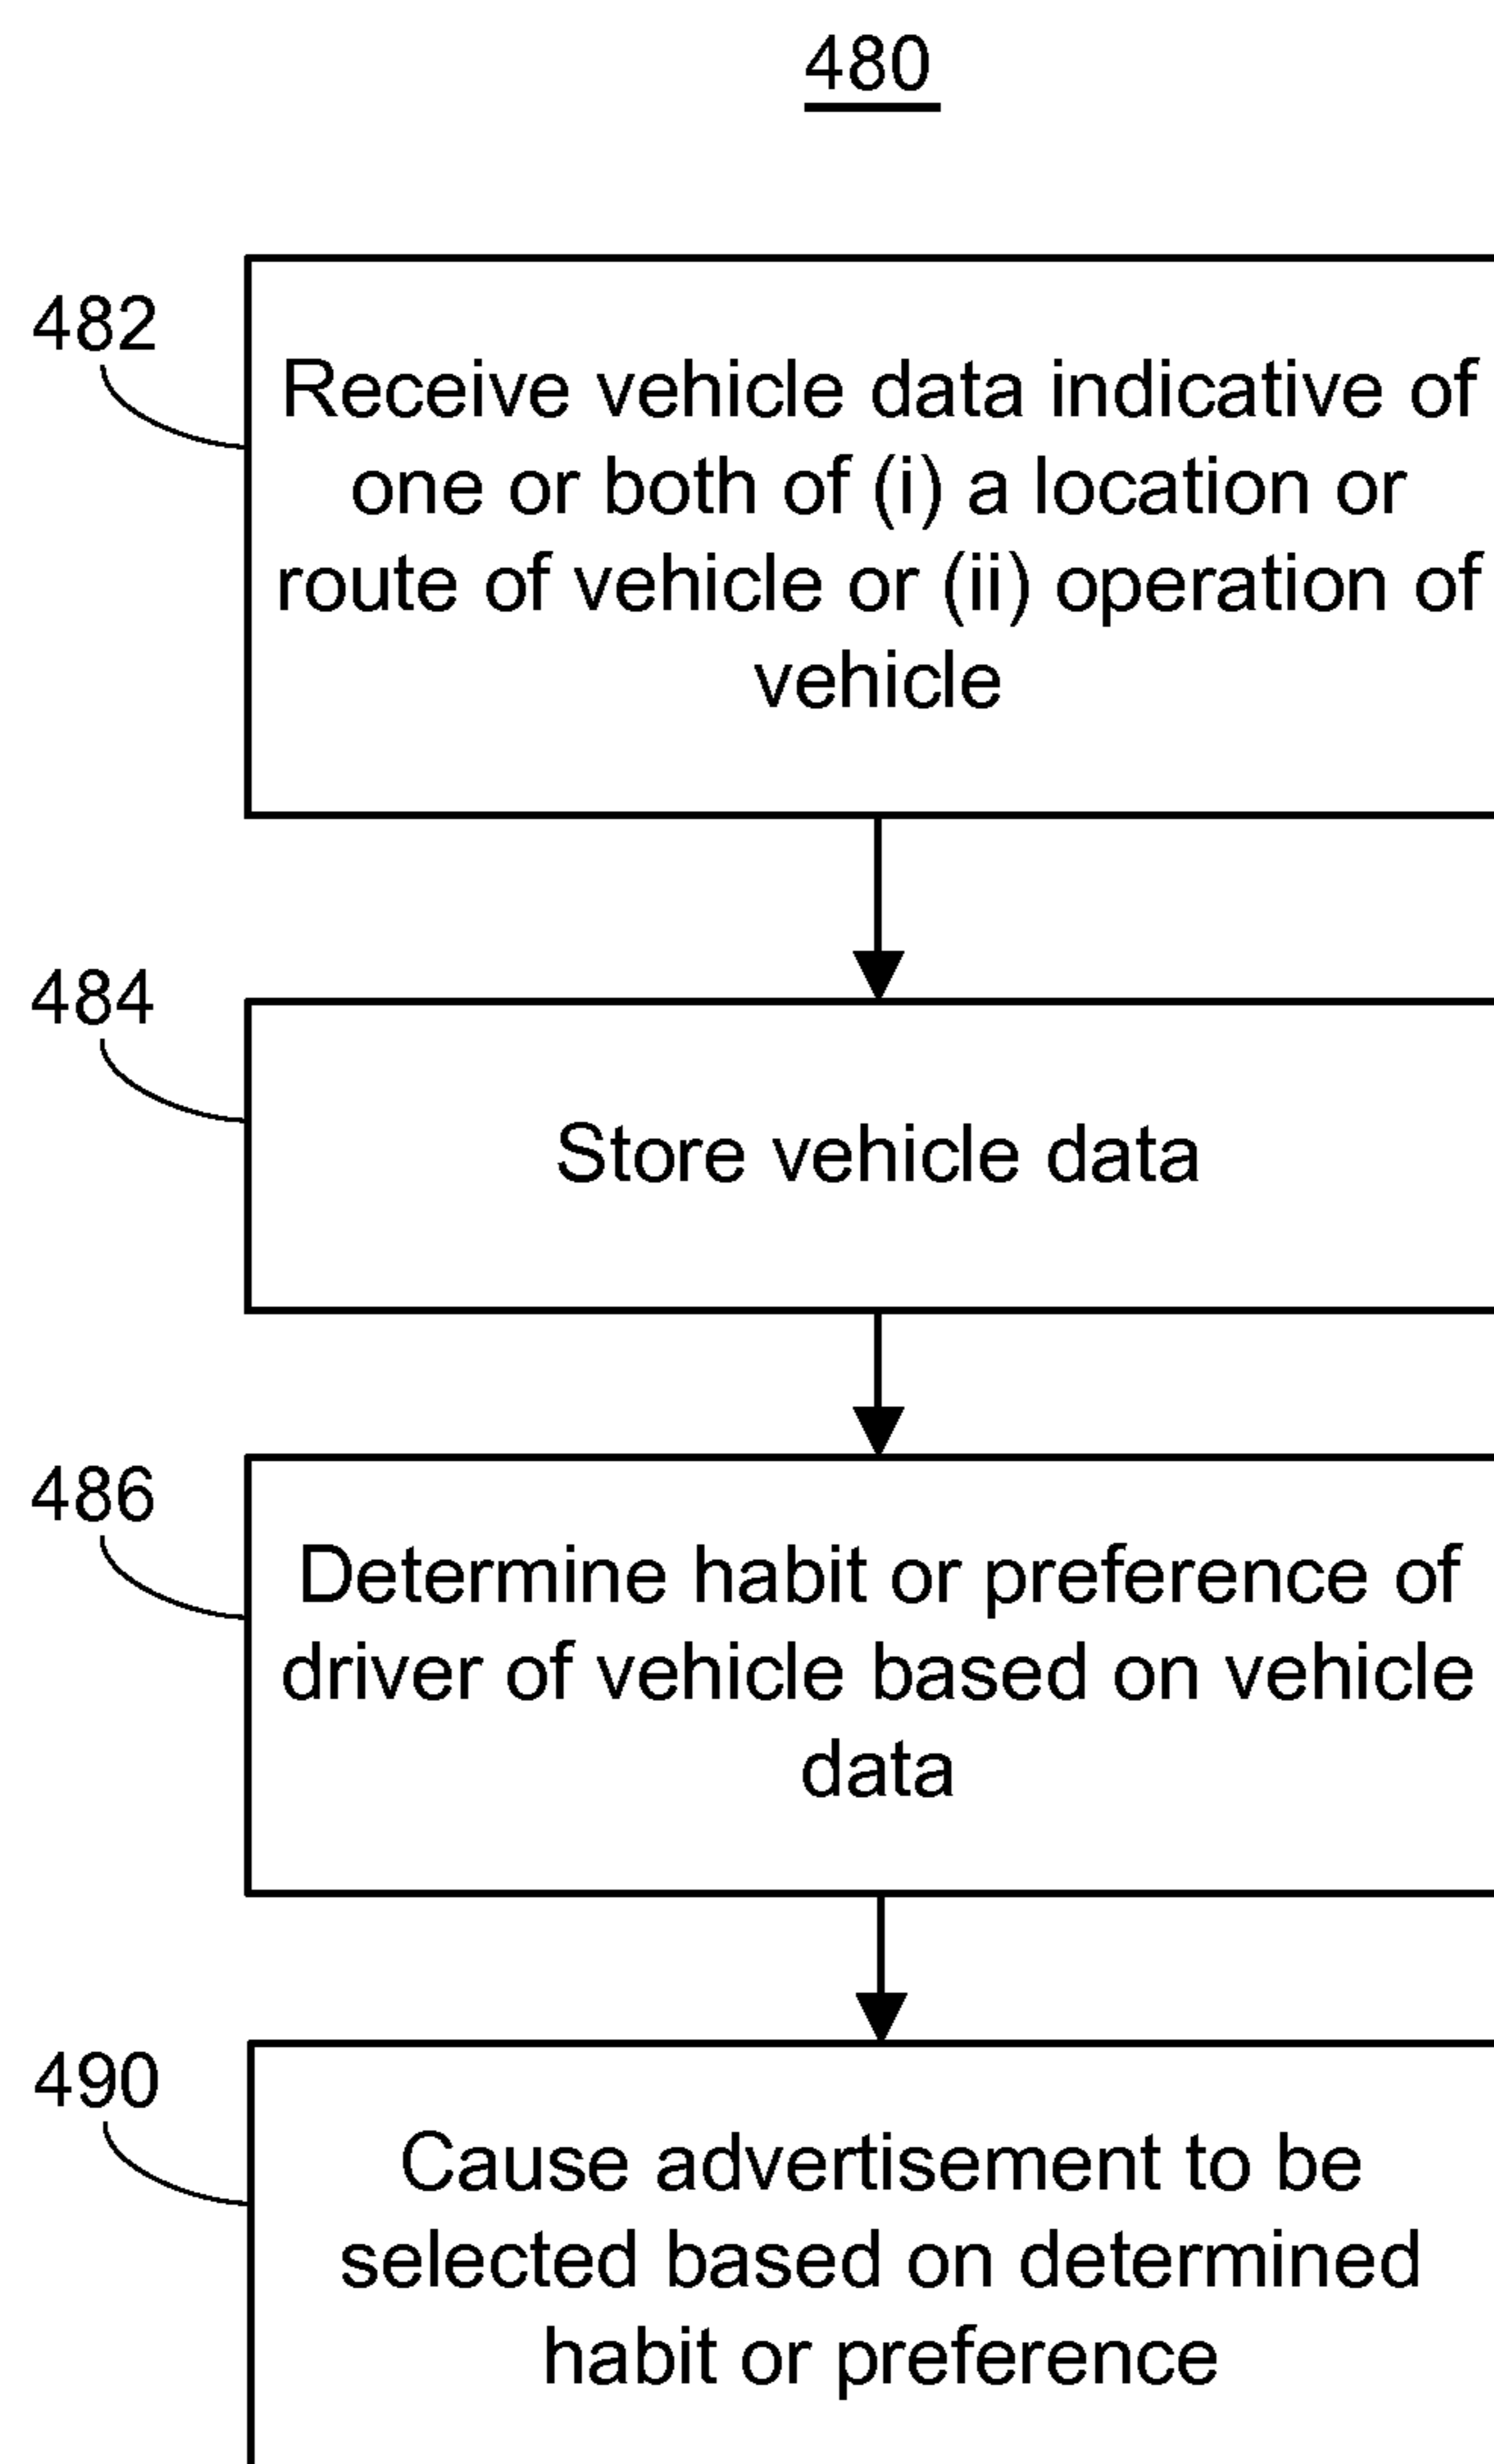 480
482
Receive vehicle data indicative of
one or both of (i) a location or
route of vehicle or (ii) operation of
vehicle
484
Store vehicle data
486
Determine habit or preference of
driver of vehicle based on vehicle
data
490
Cause advertisement to be
selected based on determined
habit or preference